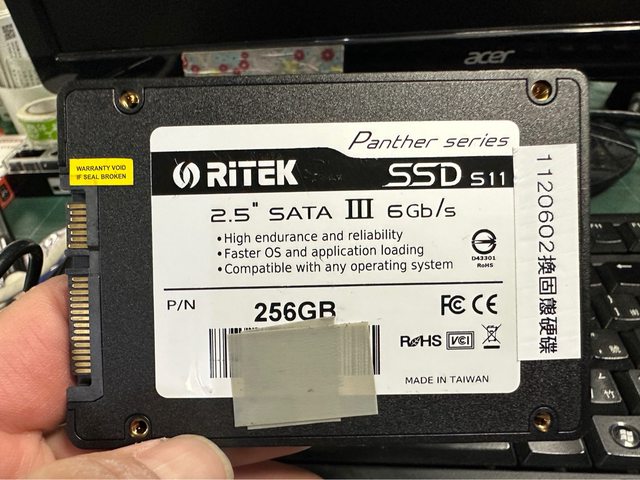 acer
Panther series
WARRANTY VOID
IF SEAL BROKEN
RiTEK
SSD S11
2.5" SATA III 6Gb/s
•High endurance and reliability
•Faster OS and application loading
•Compatible with any operating system
D43301
RoHS
P/N
256GB
FC CE
RoHS VCI
MADE IN TAIWAN
1120602換固態硬碟